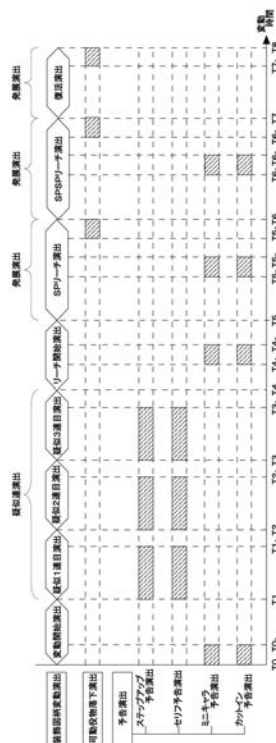 疑似連演出
発展演出
発展演出
発展演出
装飾図柄変動演出
変動開始演出
疑似1連目演出
疑似2連目演出
疑似3連目演出
リーチ開始演出
SPリーチ演出
SPSPリーチ演出
復活演出
可動役物落下演出
予告演出
ステップアップ
予告演出
セリフ予告演出
ミニキャラ
予告演出
カットイン
予告演出
変動
時間